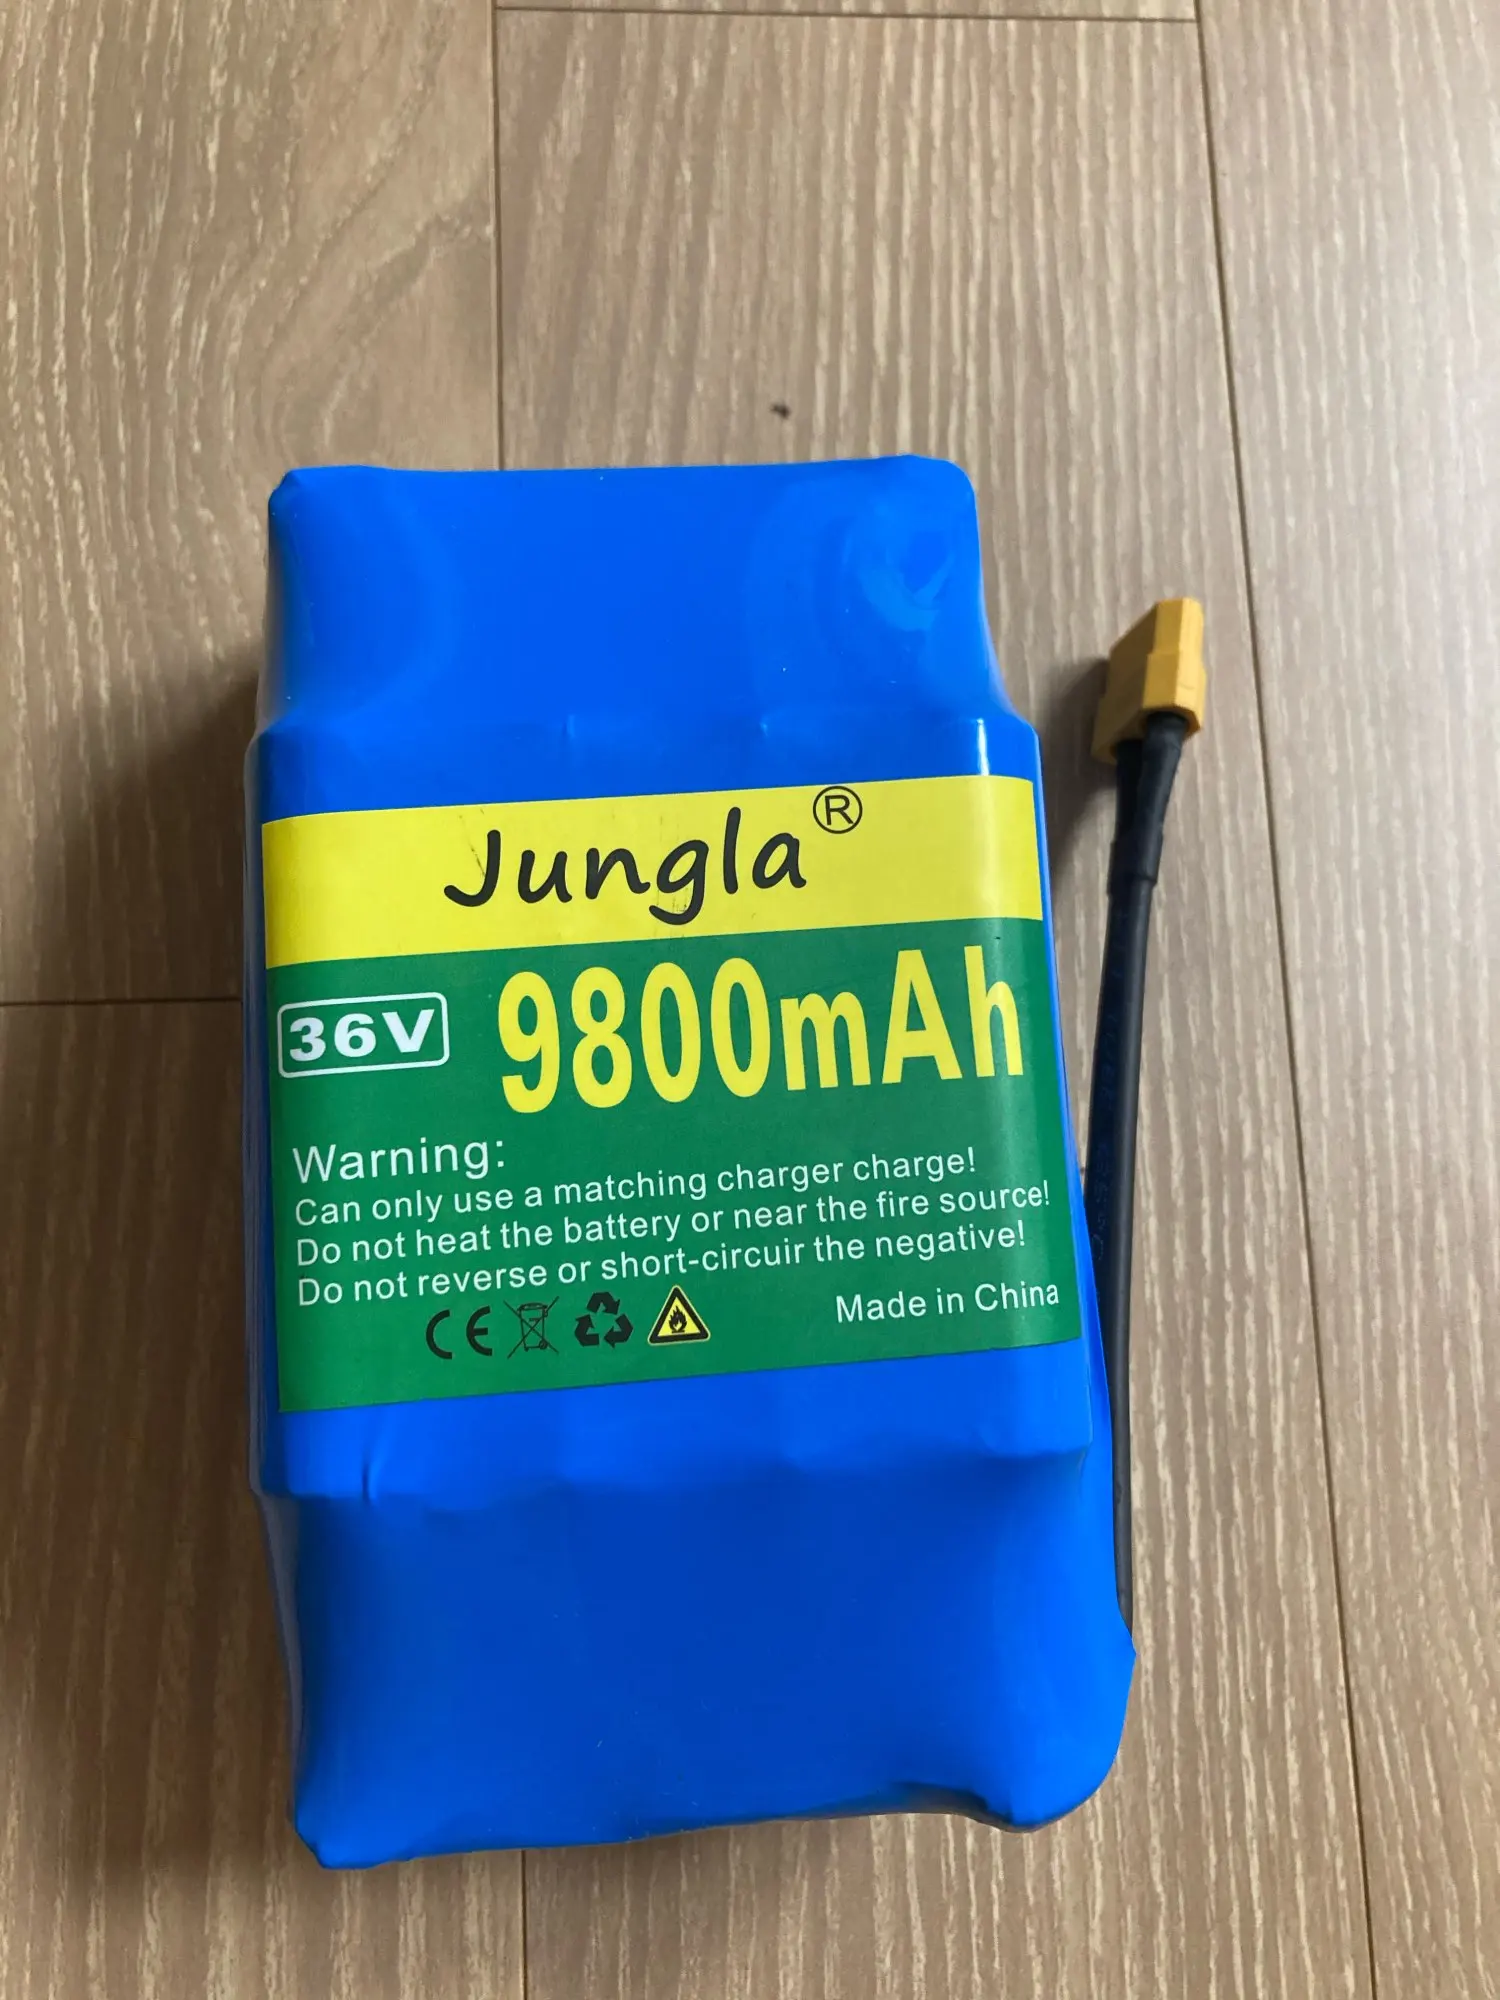 Jungla®
36V
9800mAh
Warning:
Can only use a matching charger charge!
Do not heat the battery or near the fire source!
Do not reverse or short-circuir the negative!
CE
Made in China